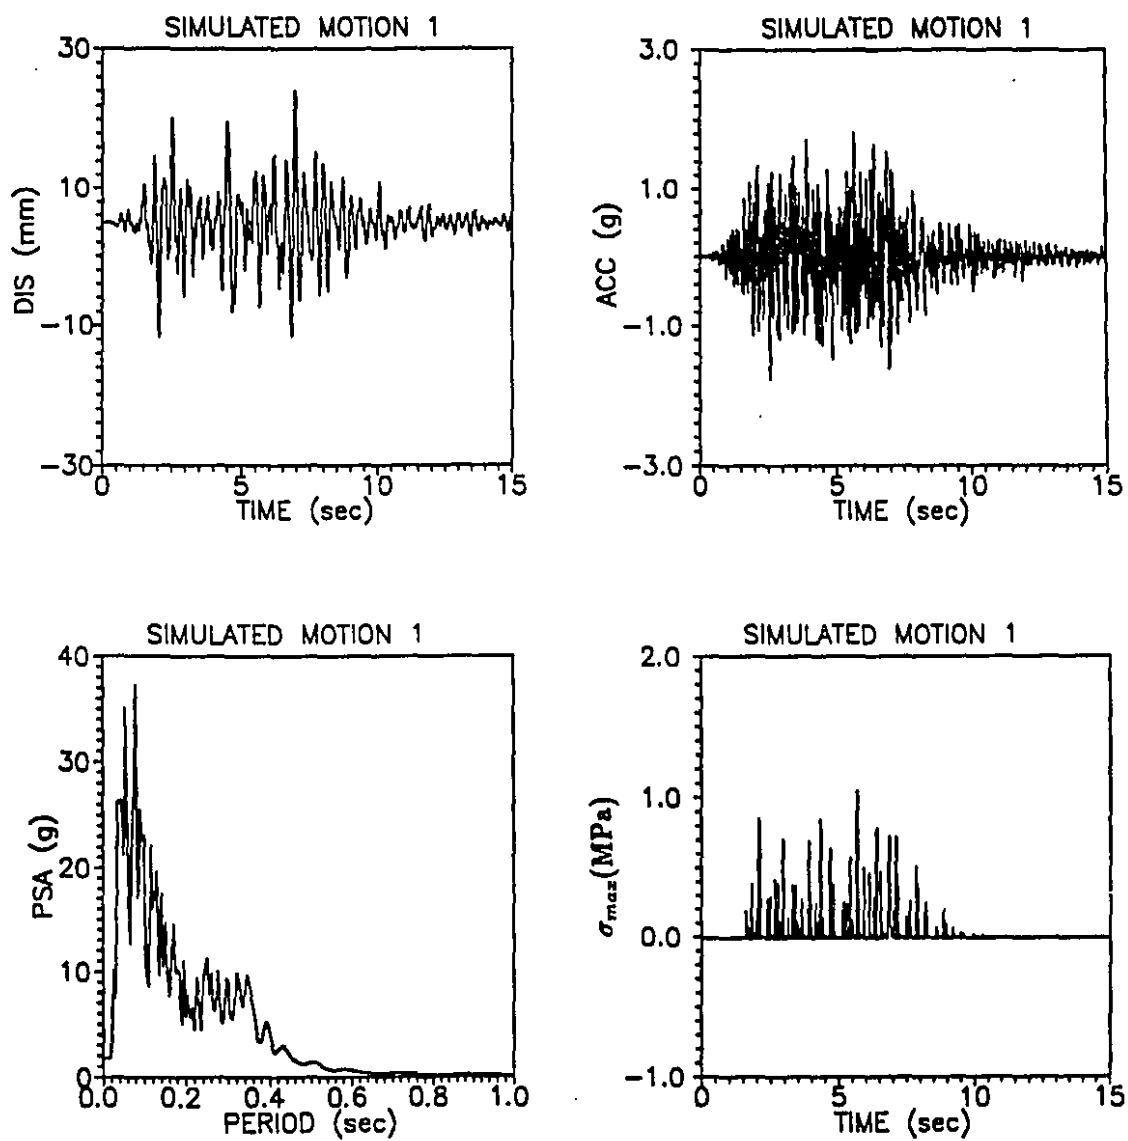 SIMULATED MOTION 1
30
10
-10
-30
DIS (mm)
0 5 10 15
TIME (sec)
SIMULATED MOTION 1
3.0
1.0
-1.0
-3.0
ACC (g)
0 5 10 15
TIME (sec)
SIMULATED MOTION 1
40
30
20
10
0
PSA (g)
0.0 0.2 0.4 0.6 0.8 1.0
PERIOD (sec)
SIMULATED MOTION 1
2.0
1.0
0.0
-1.0
σmax(MPa)
0 5 10 15
TIME (sec)